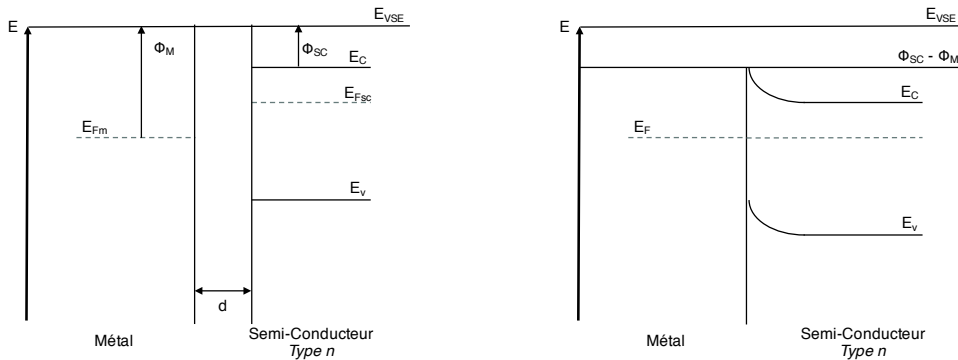 E
E_VSE
Φ_M
Φ_SC
E_C
E_Fsc
E_Fm
E_v
d
Métal
Semi-Conducteur
Type n
E
E_VSE
Φ_SC - Φ_M
E_C
E_F
E_v
Métal
Semi-Conducteur
Type n